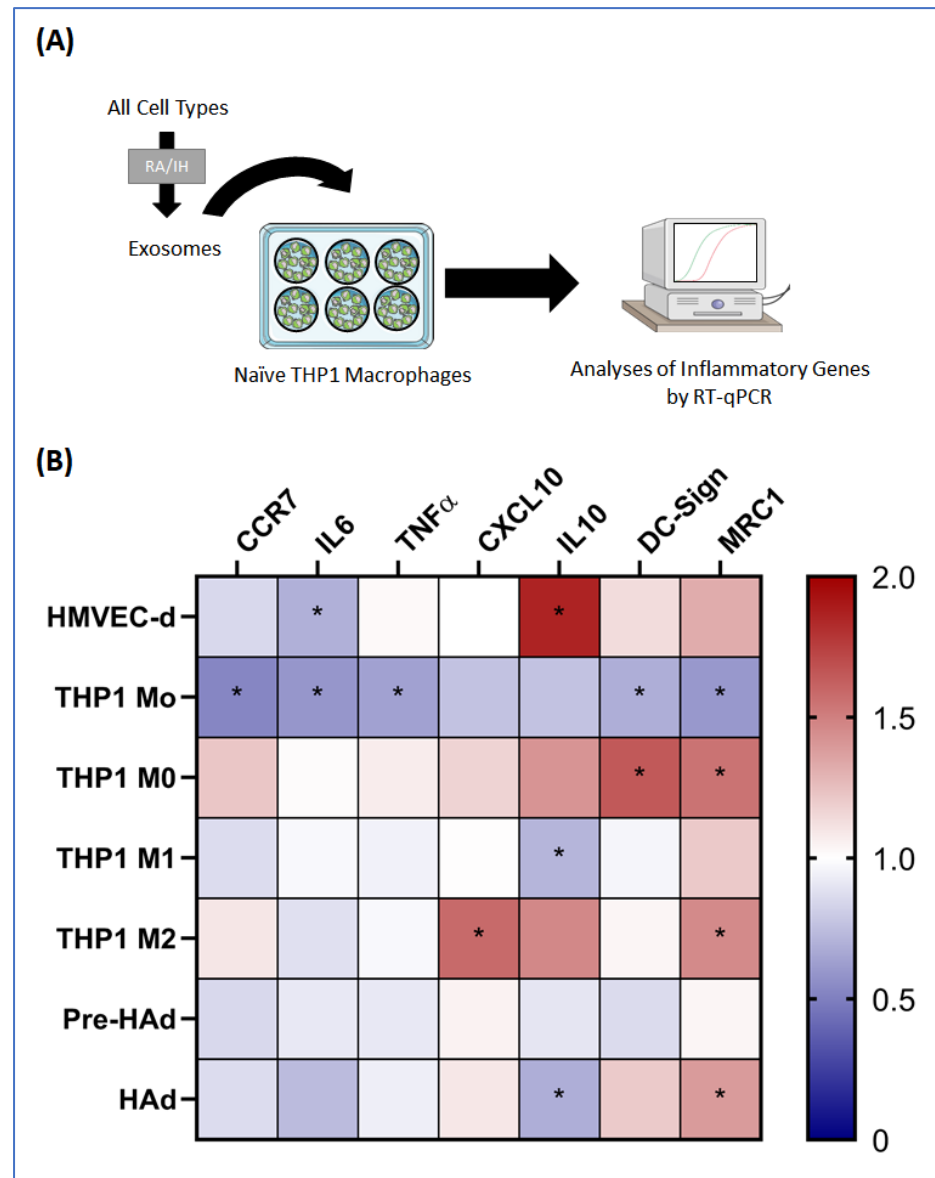 (A)
All Cell Types
RA/IH
Exosomes
Naïve THP1 Macrophages
Analyses of Inflammatory Genes
by RT-qPCR
(B)
CCR7 IL6 TNFα CXCL10 IL10 DC-Sign MRC1
HMVEC-d * *
THP1 Mo * * * * *
THP1 M0 * *
THP1 M1 *
THP1 M2 * *
Pre-HAd
HAd * *
2.0
1.5
1.0
0.5
0